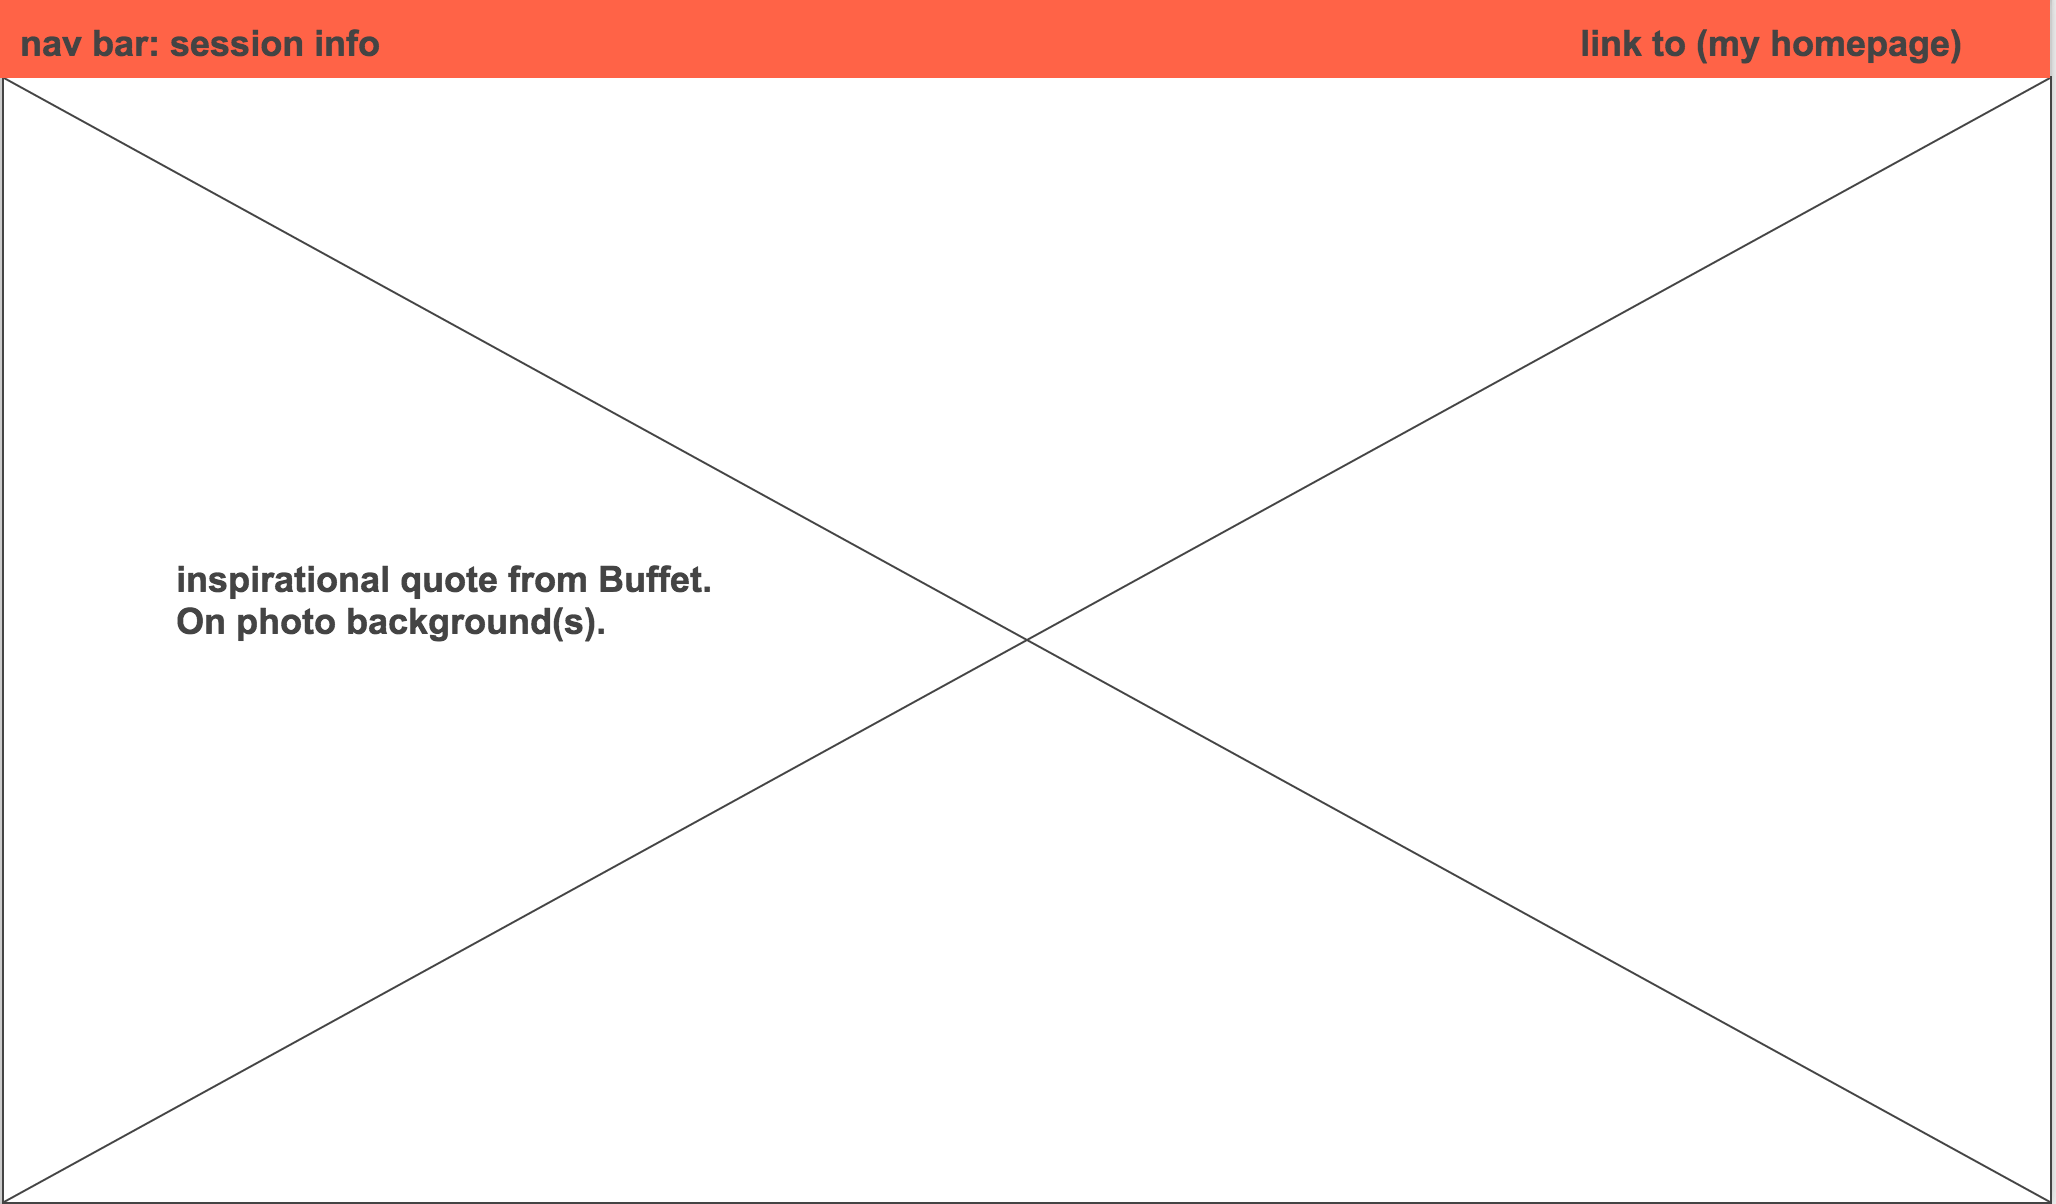 nav bar: session info
link to (my homepage)
inspirational quote from Buffet.
On photo background(s).